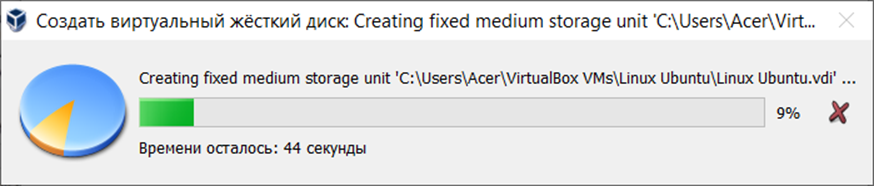 Создать виртуальный жёсткий диск: Creating fixed medium storage unit 'C:\Users\Acer\Virt...
Creating fixed medium storage unit 'C:\Users\Acer\VirtualBox VMs\Linux Ubuntu\Linux Ubuntu.vdi' ...
9%
Времени осталось: 44 секунды